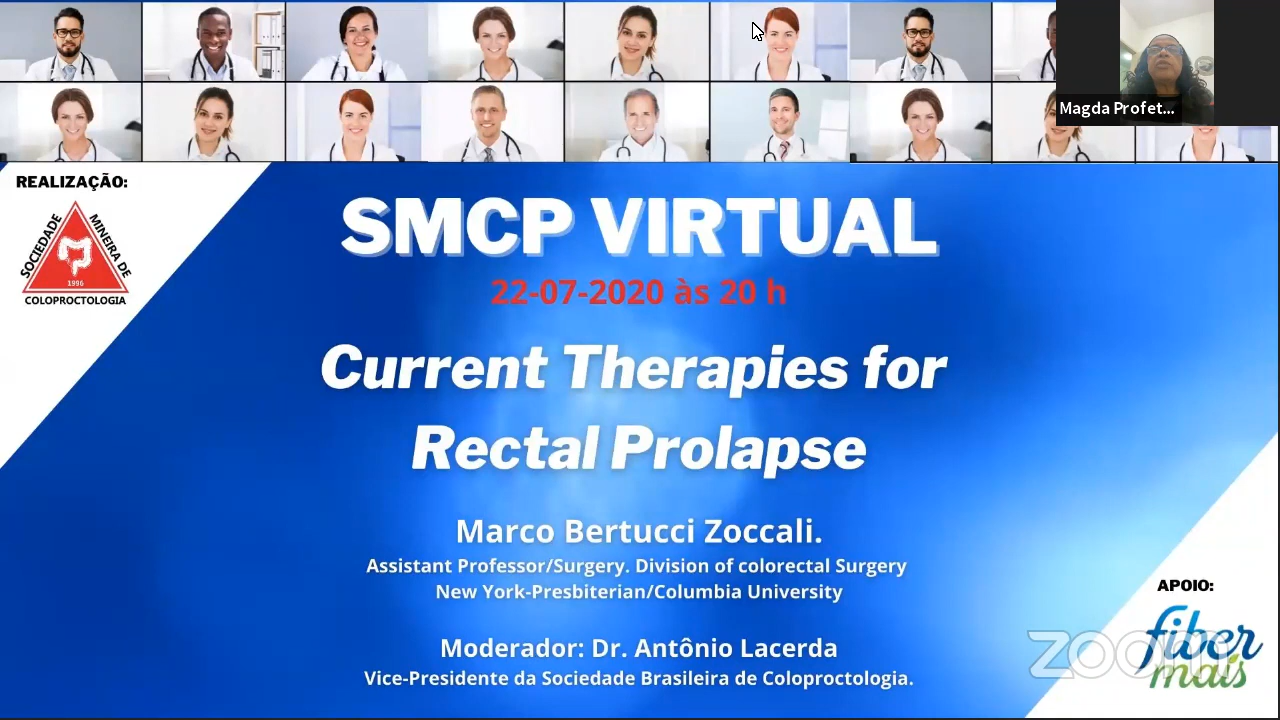 Magda Profet...
REALIZAÇÃO:
SOCIEDADE MINEIRA DE
1996
COLOPROCTOLOGIA
SMCP VIRTUAL
22-07-2020 às 20 h
Current Therapies for
Rectal Prolapse
Marco Bertucci Zoccali.
Assistant Professor/Surgery. Division of colorectal Surgery
New York-Presbiterian/Columbia University
Moderador: Dr. Antônio Lacerda
Vice-Presidente da Sociedade Brasileira de Coloproctologia.
APOIO:
fiber
mais
zoom